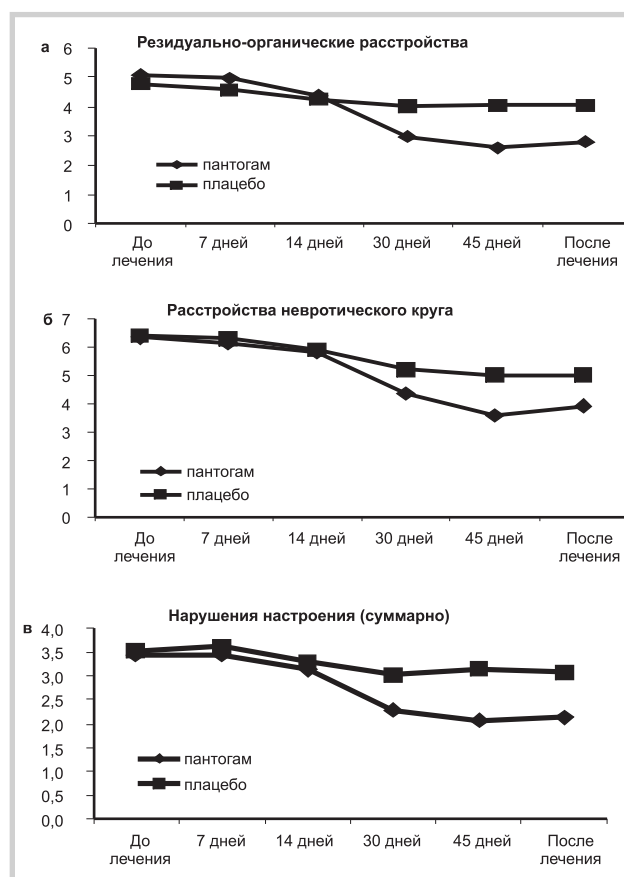 а
Резидуально-органические расстройства
6
5
4
3
2
1
0
пантогам
плацебо
До лечения
7 дней
14 дней
30 дней
45 дней
После лечения
б
Расстройства невротического круга
7
6
5
4
3
2
1
0
пантогам
плацебо
До лечения
7 дней
14 дней
30 дней
45 дней
После лечения
в
Нарушения настроения (суммарно)
4,0
3,5
3,0
2,5
2,0
1,5
1,0
0,5
0,0
пантогам
плацебо
До лечения
7 дней
14 дней
30 дней
45 дней
После лечения